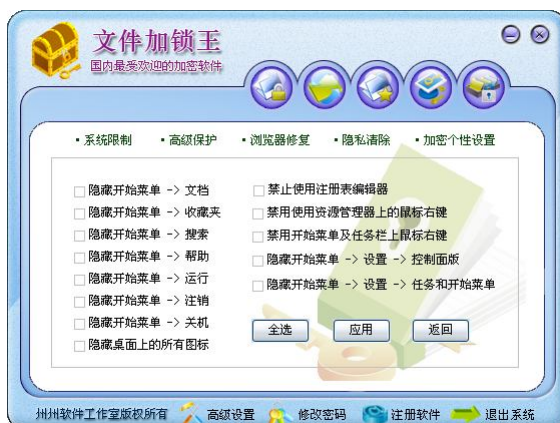 文件加锁王
国内最受欢迎的加密软件
·系统限制 ·高级保护 ·浏览器修复 ·隐私清除 ·加密个性设置
隐藏开始菜单 -> 文档
隐藏开始菜单 -> 收藏夹
隐藏开始菜单 -> 搜索
隐藏开始菜单 -> 帮助
隐藏开始菜单 -> 运行
隐藏开始菜单 -> 注销
隐藏开始菜单 -> 关机
隐藏桌面上的所有图标
禁止使用注册表编辑器
禁用使用资源管理器上的鼠标右键
禁用开始菜单及任务栏上鼠标右键
隐藏开始菜单 -> 设置 -> 控制面版
隐藏开始菜单 -> 设置 -> 任务和开始菜单
全选 应用 返回
州州软件工作室版权所有 高级设置 修改密码 注册软件 退出系统